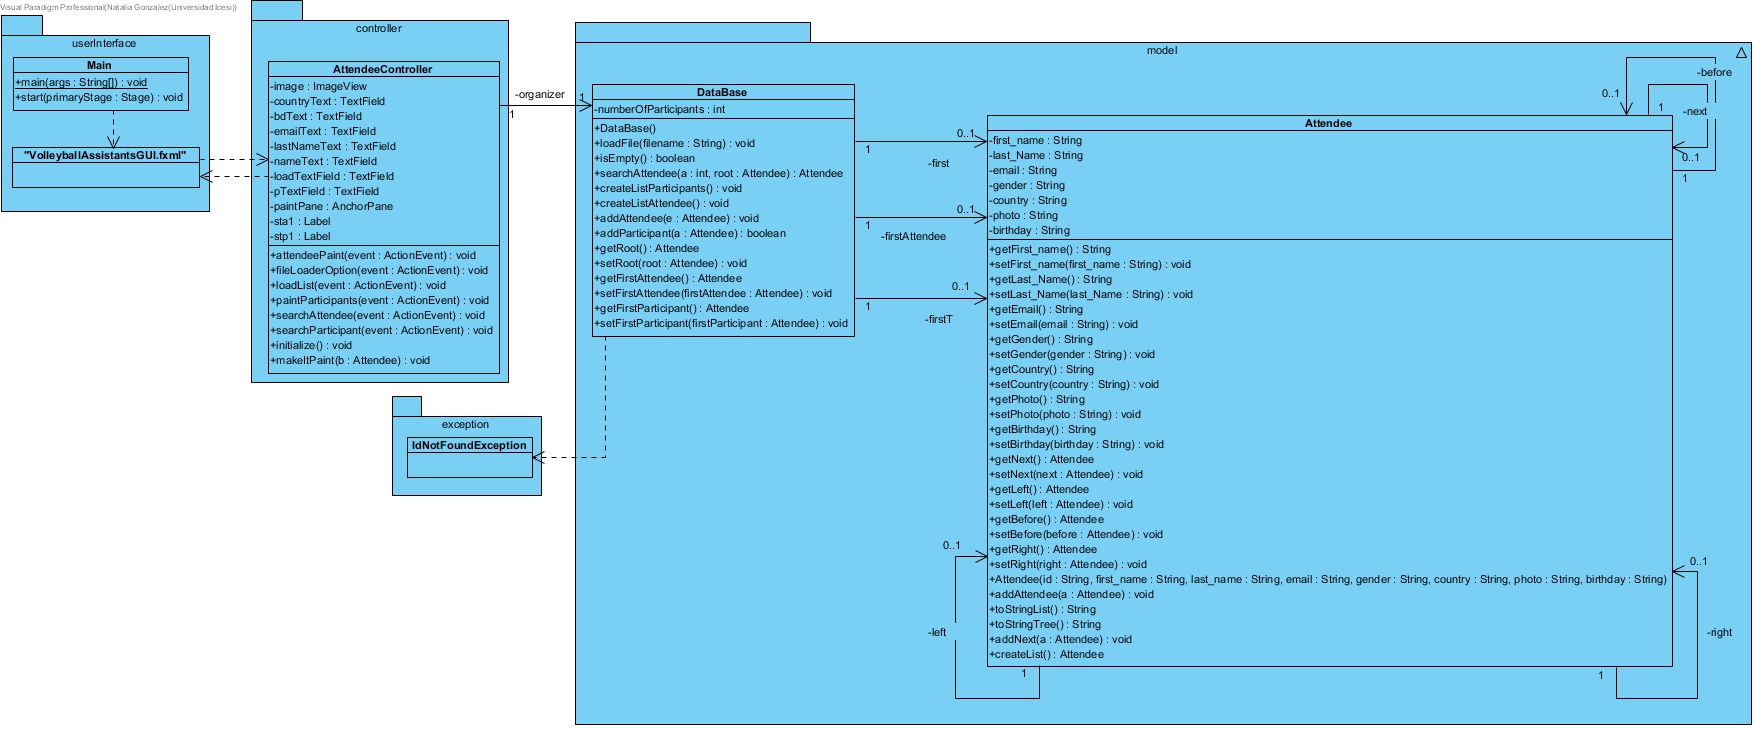 Visual Paradigm Professional(Natalia Gonzalez(Universidad Icesi))
userInterface
Main
+main(args : String[]) : void
+start(primaryStage : Stage) : void
"VolleyballAssistantsGUI.fxml"
controller
AttendeeController
-image : ImageView
-countryText : TextField
-bdText : TextField
-emailText : TextField
-lastNameText : TextField
-nameText : TextField
-loadTextField : TextField
-pTextField : TextField
-paintPane : AnchorPane
-sta1 : Label
-stp1 : Label
+attendeePaint(event : ActionEvent) : void
+fileLoaderOption(event : ActionEvent) : void
+loadList(event : ActionEvent) : void
+paintParticipants(event : ActionEvent) : void
+searchAttendee(event : ActionEvent) : void
+searchParticipant(event : ActionEvent) : void
+initialize() : void
+makeItPaint(b : Attendee) : void
-organizer
1
1
exception
IdNotFoundException
model
DataBase
-numberOfParticipants : int
+DataBase()
+loadFile(filename : String) : void
+isEmpty() : boolean
+searchAttendee(a : int, root : Attendee) : Attendee
+createListParticipants() : void
+createListAttendee() : void
+addAttendee(e : Attendee) : void
+addParticipant(a : Attendee) : boolean
+getRoot() : Attendee
+setRoot(root : Attendee) : void
+getFirstAttendee() : Attendee
+setFirstAttendee(firstAttendee : Attendee) : void
+getFirstParticipant() : Attendee
+setFirstParticipant(firstParticipant : Attendee) : void
0..1
1
-first
0..1
1
-firstAttendee
0..1
1
-firstT
-before
0..1
1
-next
0..1
1
Attendee
-first_name : String
-last_Name : String
-email : String
-gender : String
-country : String
-photo : String
-birthday : String
+getFirst_name() : String
+setFirst_name(first_name : String) : void
+getLast_Name() : String
+setLast_Name(last_Name : String) : void
+getEmail() : String
+setEmail(email : String) : void
+getGender() : String
+setGender(gender : String) : void
+getCountry() : String
+setCountry(country : String) : void
+getPhoto() : String
+setPhoto(photo : String) : void
+getBirthday() : String
+setBirthday(birthday : String) : void
+getNext() : Attendee
+setNext(next : Attendee) : void
+getLeft() : Attendee
+setLeft(left : Attendee) : void
+getBefore() : Attendee
+setBefore(before : Attendee) : void
+getRight() : Attendee
+setRight(right : Attendee) : void
+Attendee(id : String, first_name : String, last_name : String, email : String, gender : String, country : String, photo : String, birthday : String)
+addAttendee(a : Attendee) : void
+toStringList() : String
+toStringTree() : String
+addNext(a : Attendee) : void
+createList() : Attendee
0..1
-left
1
0..1
-right
1